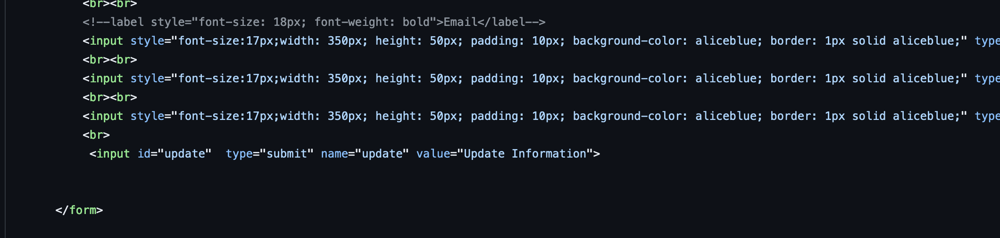 <br><br>
<!--label style="font-size: 18px; font-weight: bold">Email</label-->
<input style="font-size:17px;width: 350px; height: 50px; padding: 10px; background-color: aliceblue; border: 1px solid aliceblue;" type
<br><br>
<input style="font-size:17px;width: 350px; height: 50px; padding: 10px; background-color: aliceblue; border: 1px solid aliceblue;" type
<br><br>
<input style="font-size:17px;width: 350px; height: 50px; padding: 10px; background-color: aliceblue; border: 1px solid aliceblue;" type
<br>
<input id="update"  type="submit" name="update" value="Update Information">
</form>